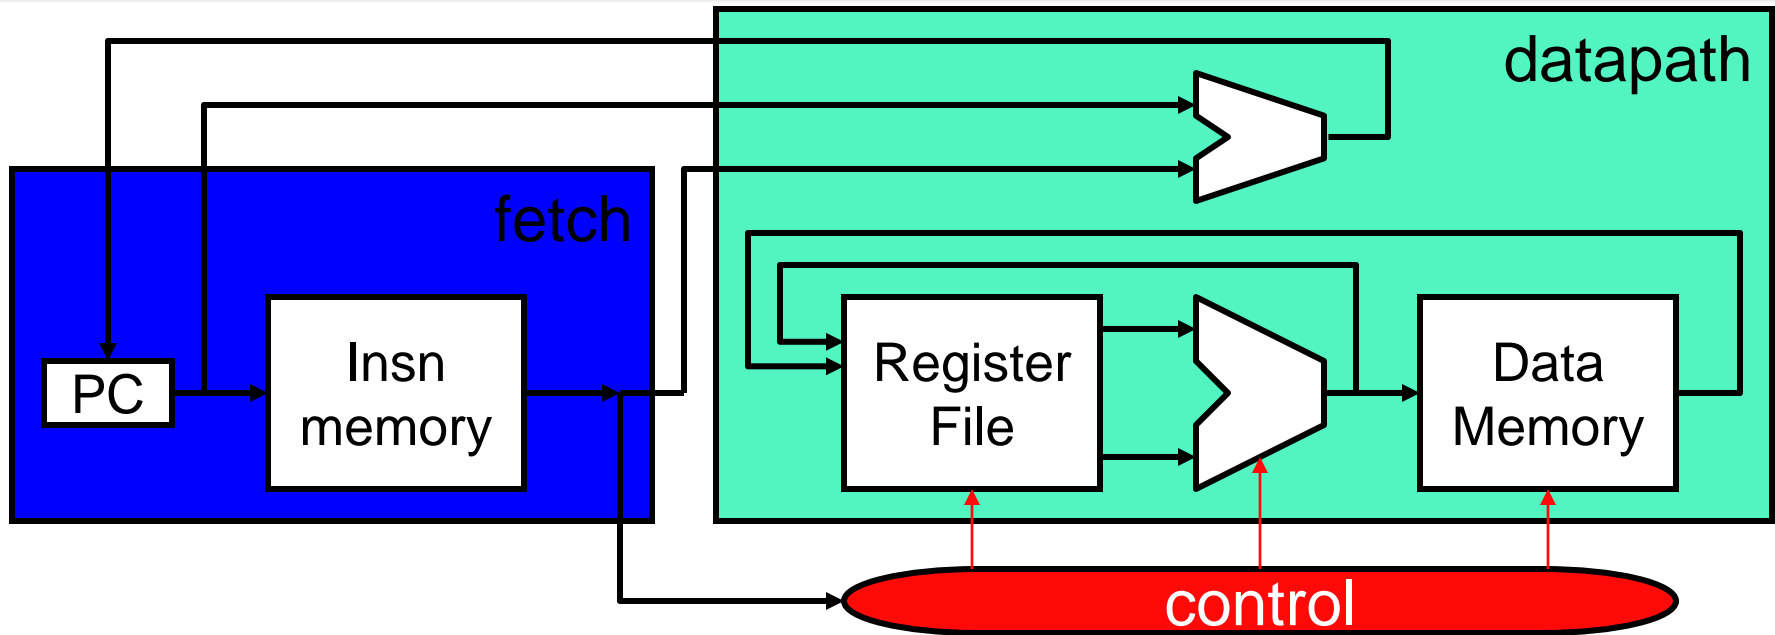 datapath
fetch
PC
Insn
memory
Register
File
Data
Memory
control